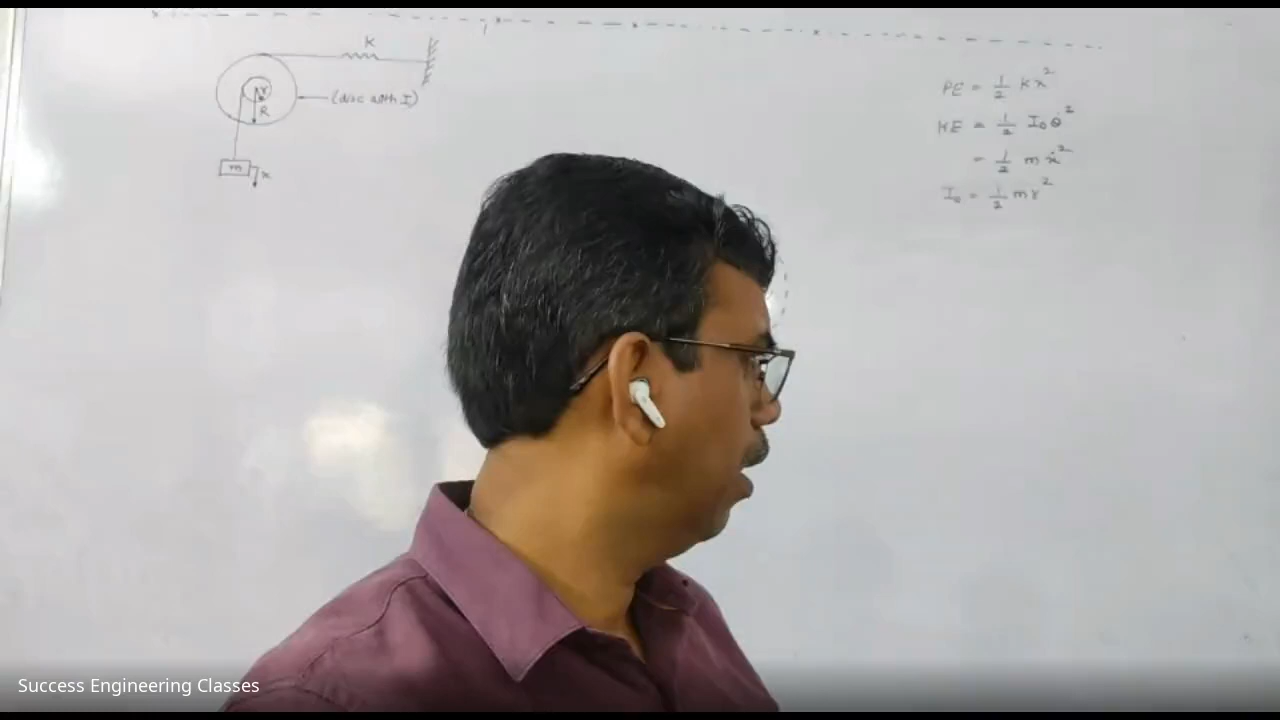 K
r
R
(disc with I)
m
x
PE = 1/2 Kx²
KE = 1/2 I₀θ̇²
= 1/2 mẋ²
I₀ = 1/2 mr²
Success Engineering Classes